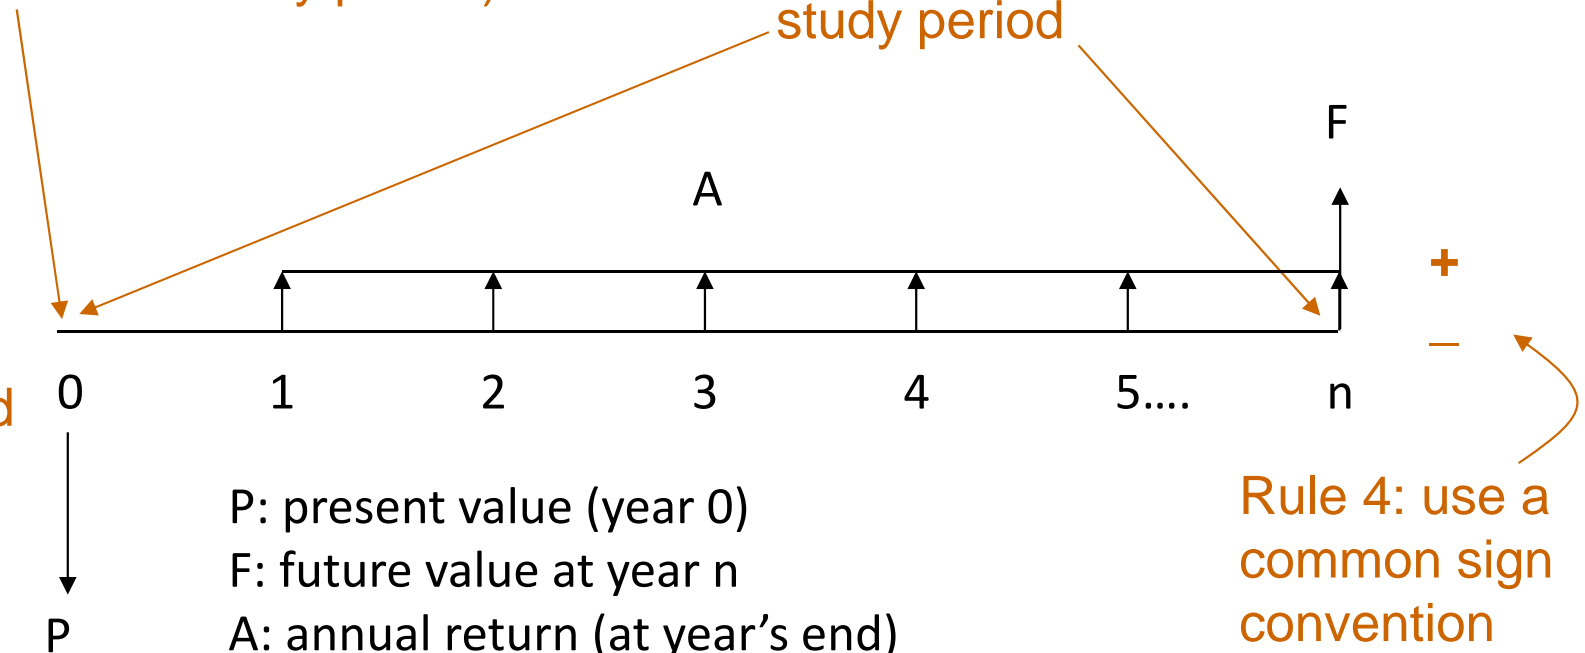 study period
F
A
+
–
0 1 2 3 4 5.... n
P: present value (year 0)
F: future value at year n
P
A: annual return (at year’s end)
Rule 4: use a
common sign
convention